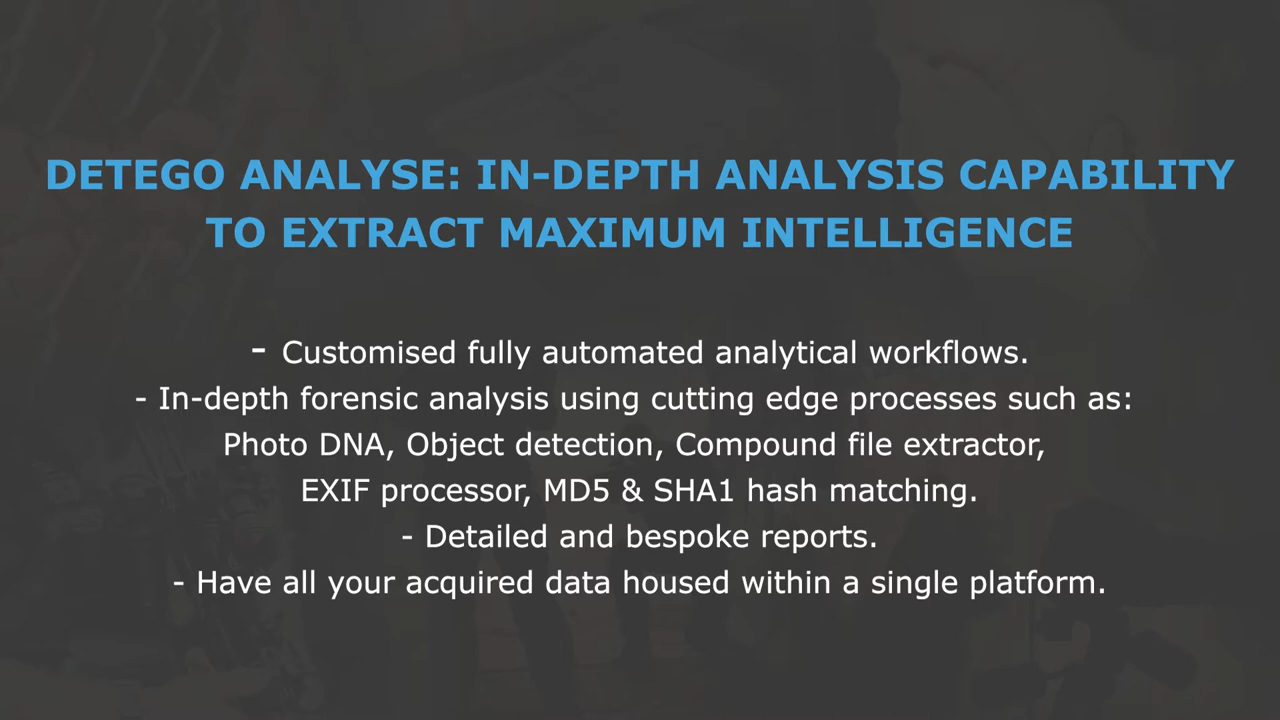 DETEGO ANALYSE: IN-DEPTH ANALYSIS CAPABILITY
TO EXTRACT MAXIMUM INTELLIGENCE
- Customised fully automated analytical workflows.
- In-depth forensic analysis using cutting edge processes such as:
Photo DNA, Object detection, Compound file extractor,
EXIF processor, MD5 & SHA1 hash matching.
- Detailed and bespoke reports.
- Have all your acquired data housed within a single platform.